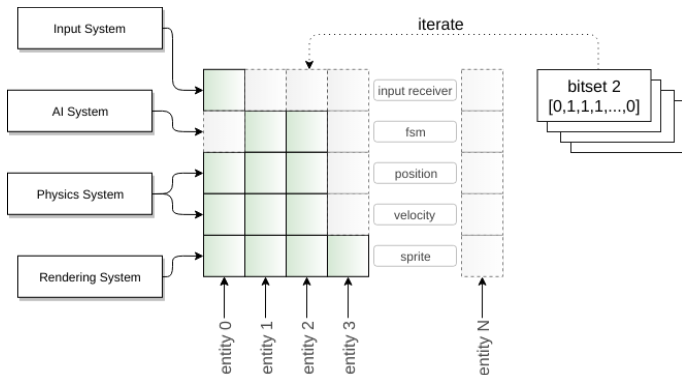 iterate
Input System
AI System
Physics System
Rendering System
input receiver
fsm
position
velocity
sprite
bitset 2
[0,1,1,1,...,0]
entity 0
entity 1
entity 2
entity 3
entity N